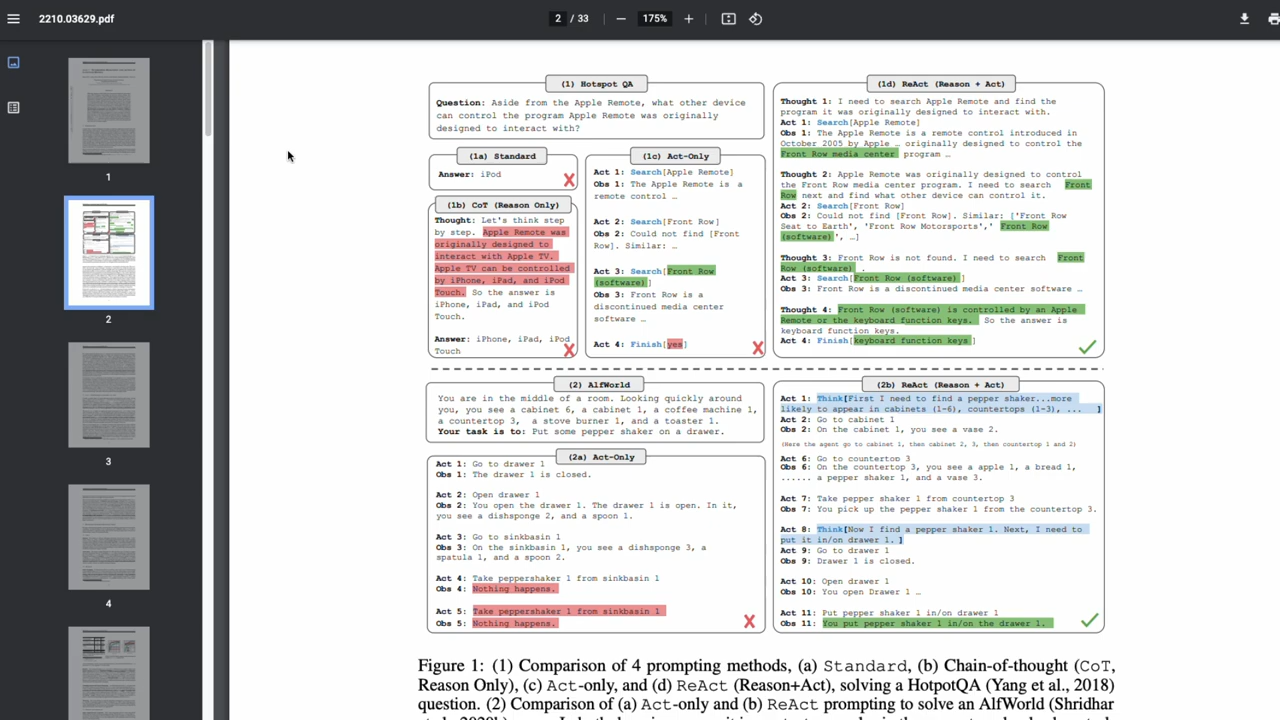 2210.03629.pdf
2 / 33
175%
1
2
3
4
(1) Hotspot QA
Question: Aside from the Apple Remote, what other device
can control the program Apple Remote was originally
designed to interact with?
(1a) Standard
Answer: iPod
(1b) CoT (Reason Only)
Thought: Let's think step
by step. Apple Remote was
originally designed to
interact with Apple TV.
Apple TV can be controlled
by iPhone, iPad, and iPod
Touch. So the answer is
iPhone, iPad, and iPod
Touch.
Answer: iPhone, iPad, iPod
Touch
(1c) Act-Only
Act 1: Search[Apple Remote]
Obs 1: The Apple Remote is a
remote control …
Act 2: Search[Front Row]
Obs 2: Could not find [Front
Row]. Similar: …
Act 3: Search[Front Row
(software)]
Obs 3: Front Row is a
discontinued media center
software …
Act 4: Finish[yes]
(1d) ReAct (Reason + Act)
Thought 1: I need to search Apple Remote and find the
program it was originally designed to interact with.
Act 1: Search[Apple Remote]
Obs 1: The Apple Remote is a remote control introduced in
October 2005 by Apple … originally designed to control the
Front Row media center program …
Thought 2: Apple Remote was originally designed to control
the Front Row media center program. I need to search Front
Row next and find what other device can control it.
Act 2: Search[Front Row]
Obs 2: Could not find [Front Row]. Similar: ['Front Row
Seat to Earth', 'Front Row Motorsports', 'Front Row
(software)', …]
Thought 3: Front Row is not found. I need to search Front
Row (software) .
Act 3: Search[Front Row (software)]
Obs 3: Front Row is a discontinued media center software …
Thought 4: Front Row (software) is controlled by an Apple
Remote or the keyboard function keys. So the answer is
keyboard function keys.
Act 4: Finish[keyboard function keys]
(2) AlfWorld
You are in the middle of a room. Looking quickly around
you, you see a cabinet 6, a cabinet 1, a coffee machine 1,
a countertop 3, a stove burner 1, and a toaster 1.
Your task is to: Put some pepper shaker on a drawer.
(2a) Act-Only
Act 1: Go to drawer 1
Obs 1: The drawer 1 is closed.
Act 2: Open drawer 1
Obs 2: You open the drawer 1. The drawer 1 is open. In it,
you see a dishsponge 2, and a spoon 1.
Act 3: Go to sinkbasin 1
Obs 3: On the sinkbasin 1, you see a dishsponge 3, a
spatula 1, and a spoon 2.
Act 4: Take peppershaker 1 from sinkbasin 1
Obs 4: Nothing happens.
Act 5: Take peppershaker 1 from sinkbasin 1
Obs 5: Nothing happens.
(2b) ReAct (Reason + Act)
Act 1: Think[First I need to find a pepper shaker...more
likely to appear in cabinets (1-6), countertops (1-3), ... ]
Act 2: Go to cabinet 1
Obs 2: On the cabinet 1, you see a vase 2.
(Here the agent go to cabinet 1, then cabinet 2, 3, then countertop 1 and 2)
Act 6: Go to countertop 3
Obs 6: On the countertop 3, you see a apple 1, a bread 1,
...... a pepper shaker 1, and a vase 3.
Act 7: Take pepper shaker 1 from countertop 3
Obs 7: You pick up the pepper shaker 1 from the countertop 3.
Act 8: Think[Now I find a pepper shaker 1. Next, I need to
put it in/on drawer 1. ]
Act 9: Go to drawer 1
Obs 9: Drawer 1 is closed.
Act 10: Open drawer 1
Obs 10: You open Drawer 1 …
Act 11: Put pepper shaker 1 in/on drawer 1
Obs 11: You put pepper shaker 1 in/on the drawer 1.
Figure 1: (1) Comparison of 4 prompting methods, (a) Standard, (b) Chain-of-thought (CoT,
Reason Only), (c) Act-only, and (d) ReAct (Reason+Act), solving a HotpotQA (Yang et al., 2018)
question. (2) Comparison of (a) Act-only and (b) ReAct prompting to solve an AlfWorld (Shridhar